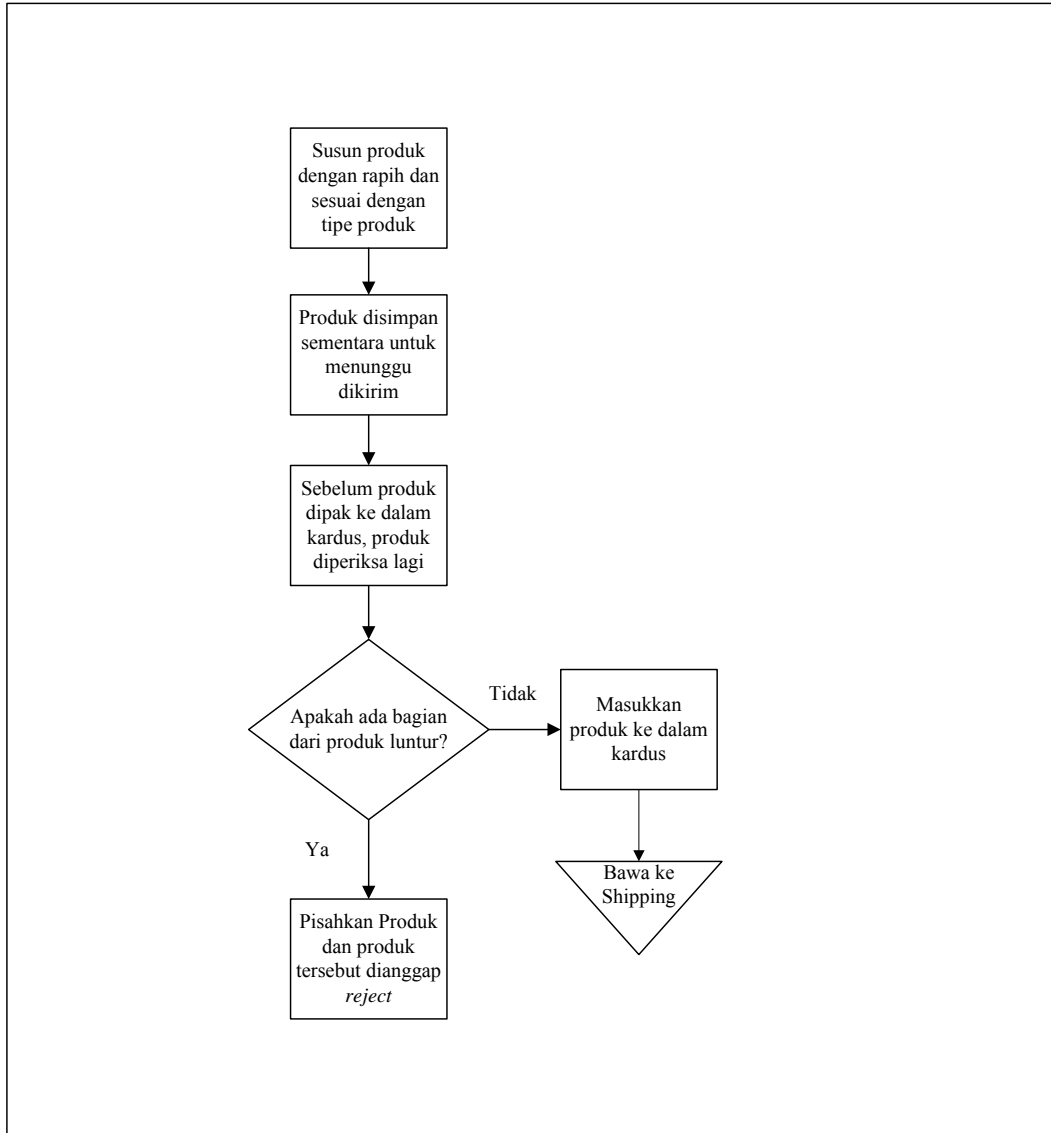 Susun produk
dengan rapih dan
sesuai dengan
tipe produk
Produk disimpan
sementara untuk
menunggu
dikirim
Sebelum produk
dipak ke dalam
kardus, produk
diperiksa lagi
Apakah ada bagian
dari produk luntur?
Tidak
Masukkan
produk ke dalam
kardus
Ya
Bawa ke
Shipping
Pisahkan Produk
dan produk
tersebut dianggap
reject